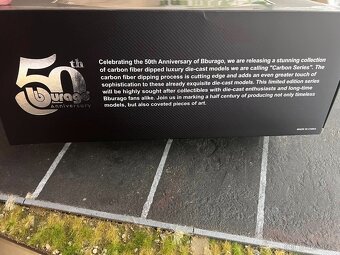 50th
Bburago
Anniversary
Celebrating the 50th Anniversary of Bburago, we are releasing a stunning collection
of carbon fiber dipped luxury die-cast models we are calling "Carbon Series". The
carbon fiber dipping process is cutting edge and adds an even greater touch of
sophistication to these already exquisite die-cast models. This limited edition series
will be highly sought after collectibles with die-cast enthusiasts and long-time
Bburago fans alike. Join us in making a half century of producing not only timeless
models, but also coveted pieces of art.
MADE IN CHINA